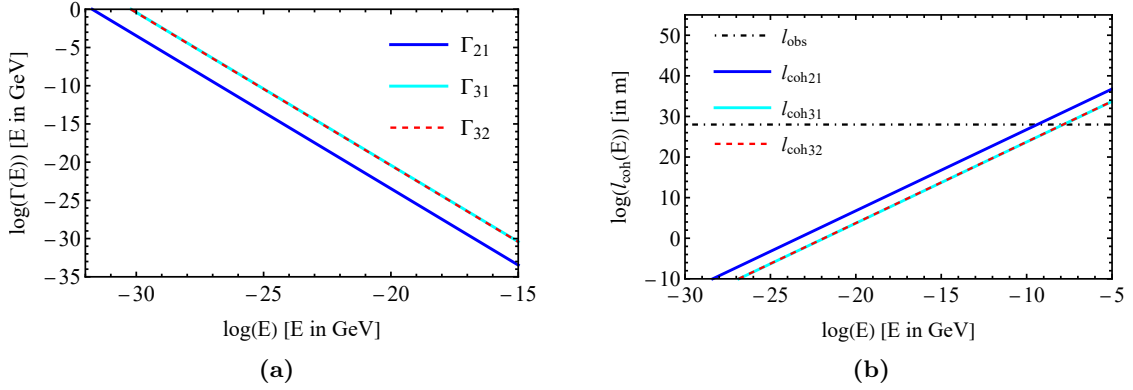 log(Γ(E)) [E in GeV]
0
−5
−10
−15
−20
−25
−30
−35
Γ21
Γ31
Γ32
−30
−25
−20
−15
log(E) [E in GeV]
(a)
log(lcoh(E)) [in m]
50
40
30
20
10
0
−10
lobs
lcoh21
lcoh31
lcoh32
−30
−25
−20
−15
−10
−5
log(E) [E in GeV]
(b)